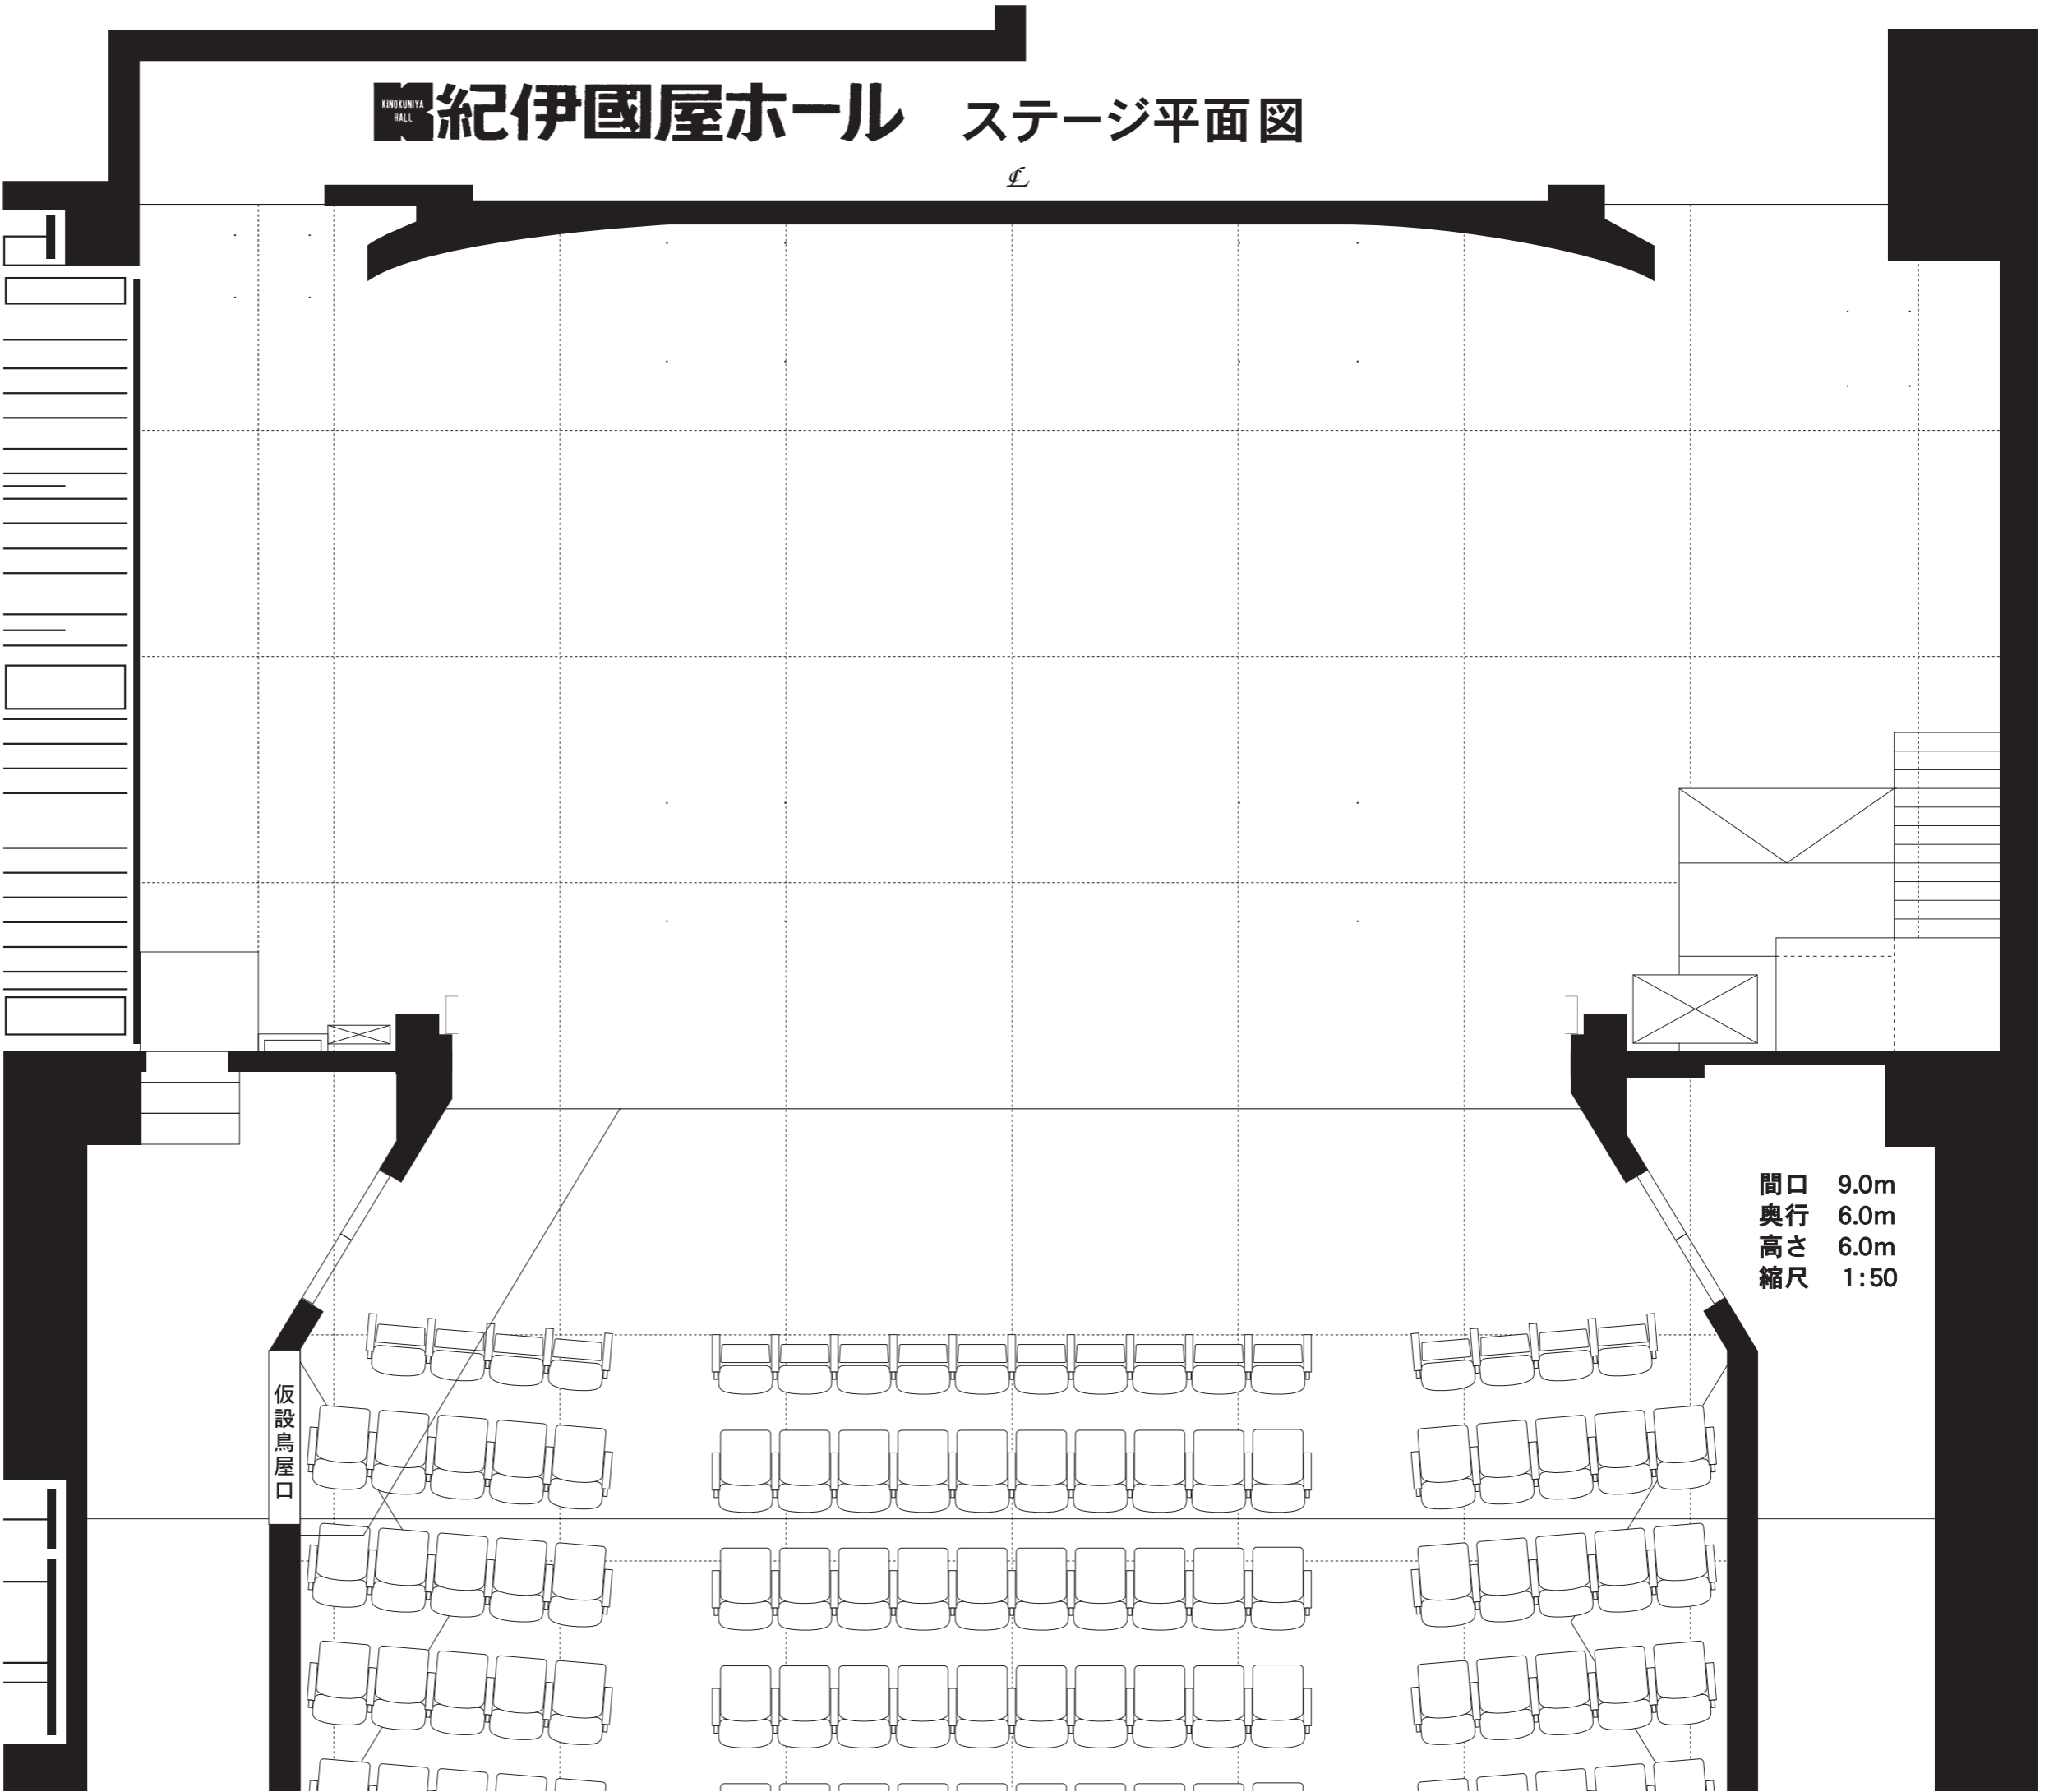 KINOKUNIYA
HALL
紀伊國屋ホール ステージ平面図
℄
間口 9.0m
奥行 6.0m
高さ 6.0m
縮尺 1:50
仮設鳥屋口